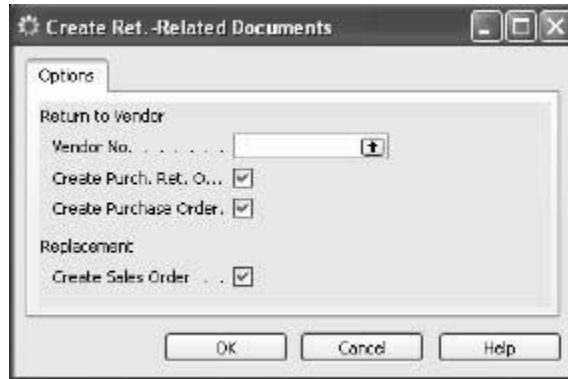 Create Ret. -Related Documents
Options
Return to Vendor
Vendor No. . . . . . . .
Create Purch. Ret. O...
Create Purchase Order.
Replacement
Create Sales Order . .
OK Cancel Help